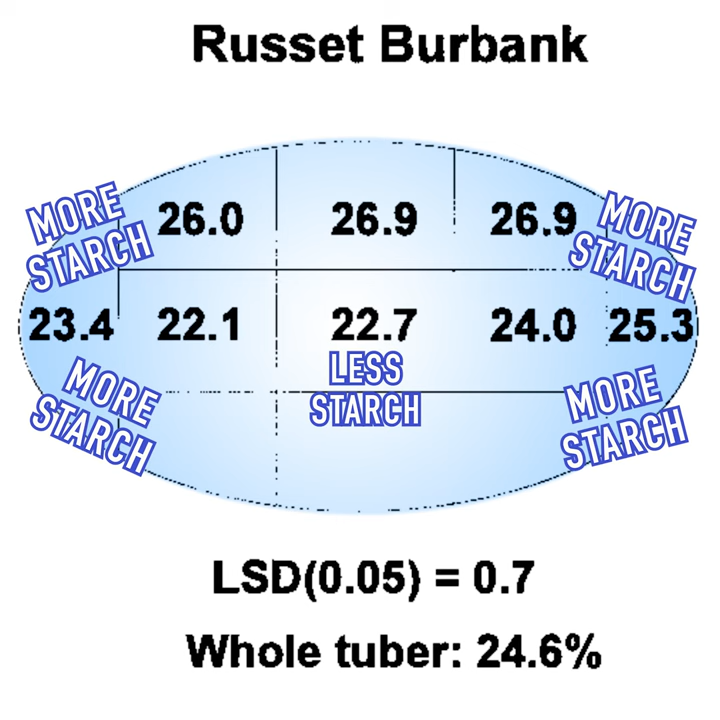 Russet Burbank
MORE
STARCH
26.0 26.9 26.9
MORE
STARCH
23.4 22.1 22.7 24.0 25.3
MORE
STARCH
LESS
STARCH
MORE
STARCH
LSD(0.05) = 0.7
Whole tuber: 24.6%